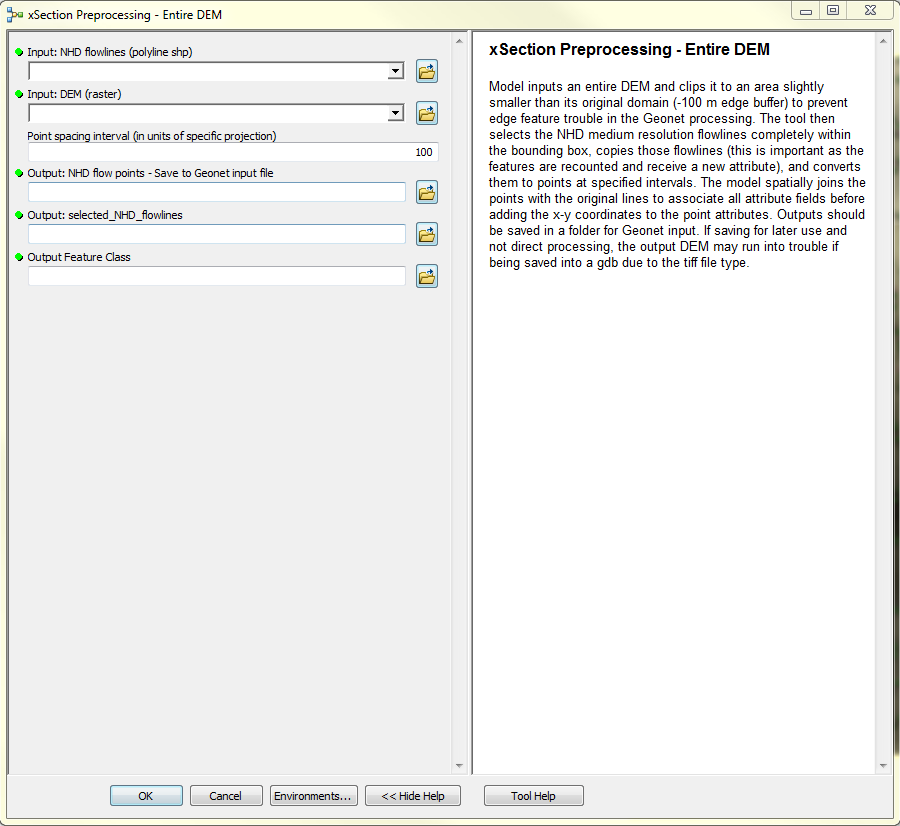 xSection Preprocessing - Entire DEM
Input: NHD flowlines (polyline shp)
Input: DEM (raster)
Point spacing interval (in units of specific projection)
100
Output: NHD flow points - Save to Geonet input file
Output: selected_NHD_flowlines
Output Feature Class
xSection Preprocessing - Entire DEM
Model inputs an entire DEM and clips it to an area slightly
smaller than its original domain (-100 m edge buffer) to prevent
edge feature trouble in the Geonet processing. The tool then
selects the NHD medium resolution flowlines completely within
the bounding box, copies those flowlines (this is important as the
features are recounted and receive a new attribute), and converts
them to points at specified intervals. The model spatially joins the
points with the original lines to associate all attribute fields before
adding the x-y coordinates to the point attributes. Outputs should
be saved in a folder for Geonet input. If saving for later use and
not direct processing, the output DEM may run into trouble if
being saved into a gdb due to the tiff file type.
OK
Cancel
Environments...
<< Hide Help
Tool Help